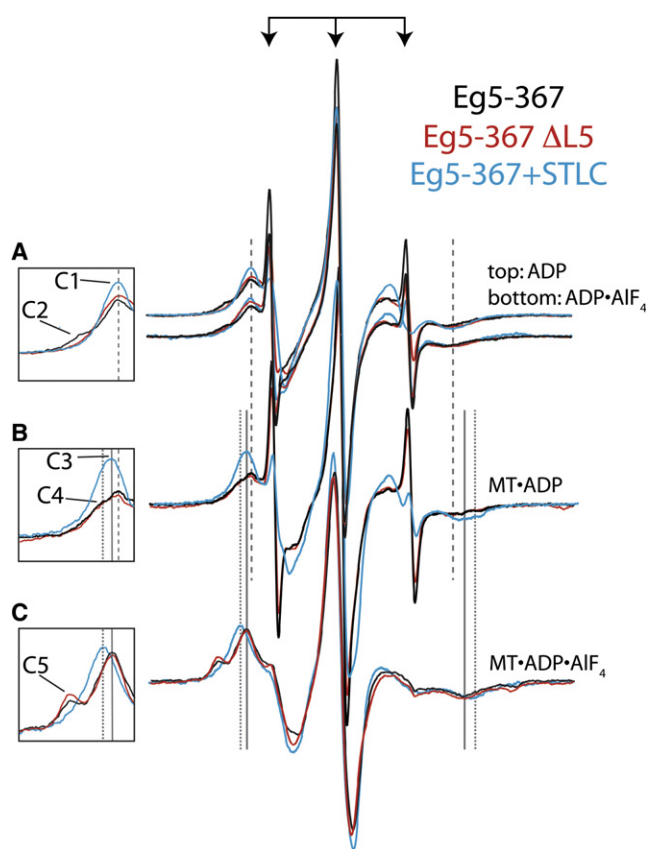 Eg5-367
Eg5-367 ΔL5
Eg5-367+STLC
A
C1
C2
top: ADP
bottom: ADP•AlF4
B
C3
C4
MT•ADP
C
C5
MT•ADP•AlF4